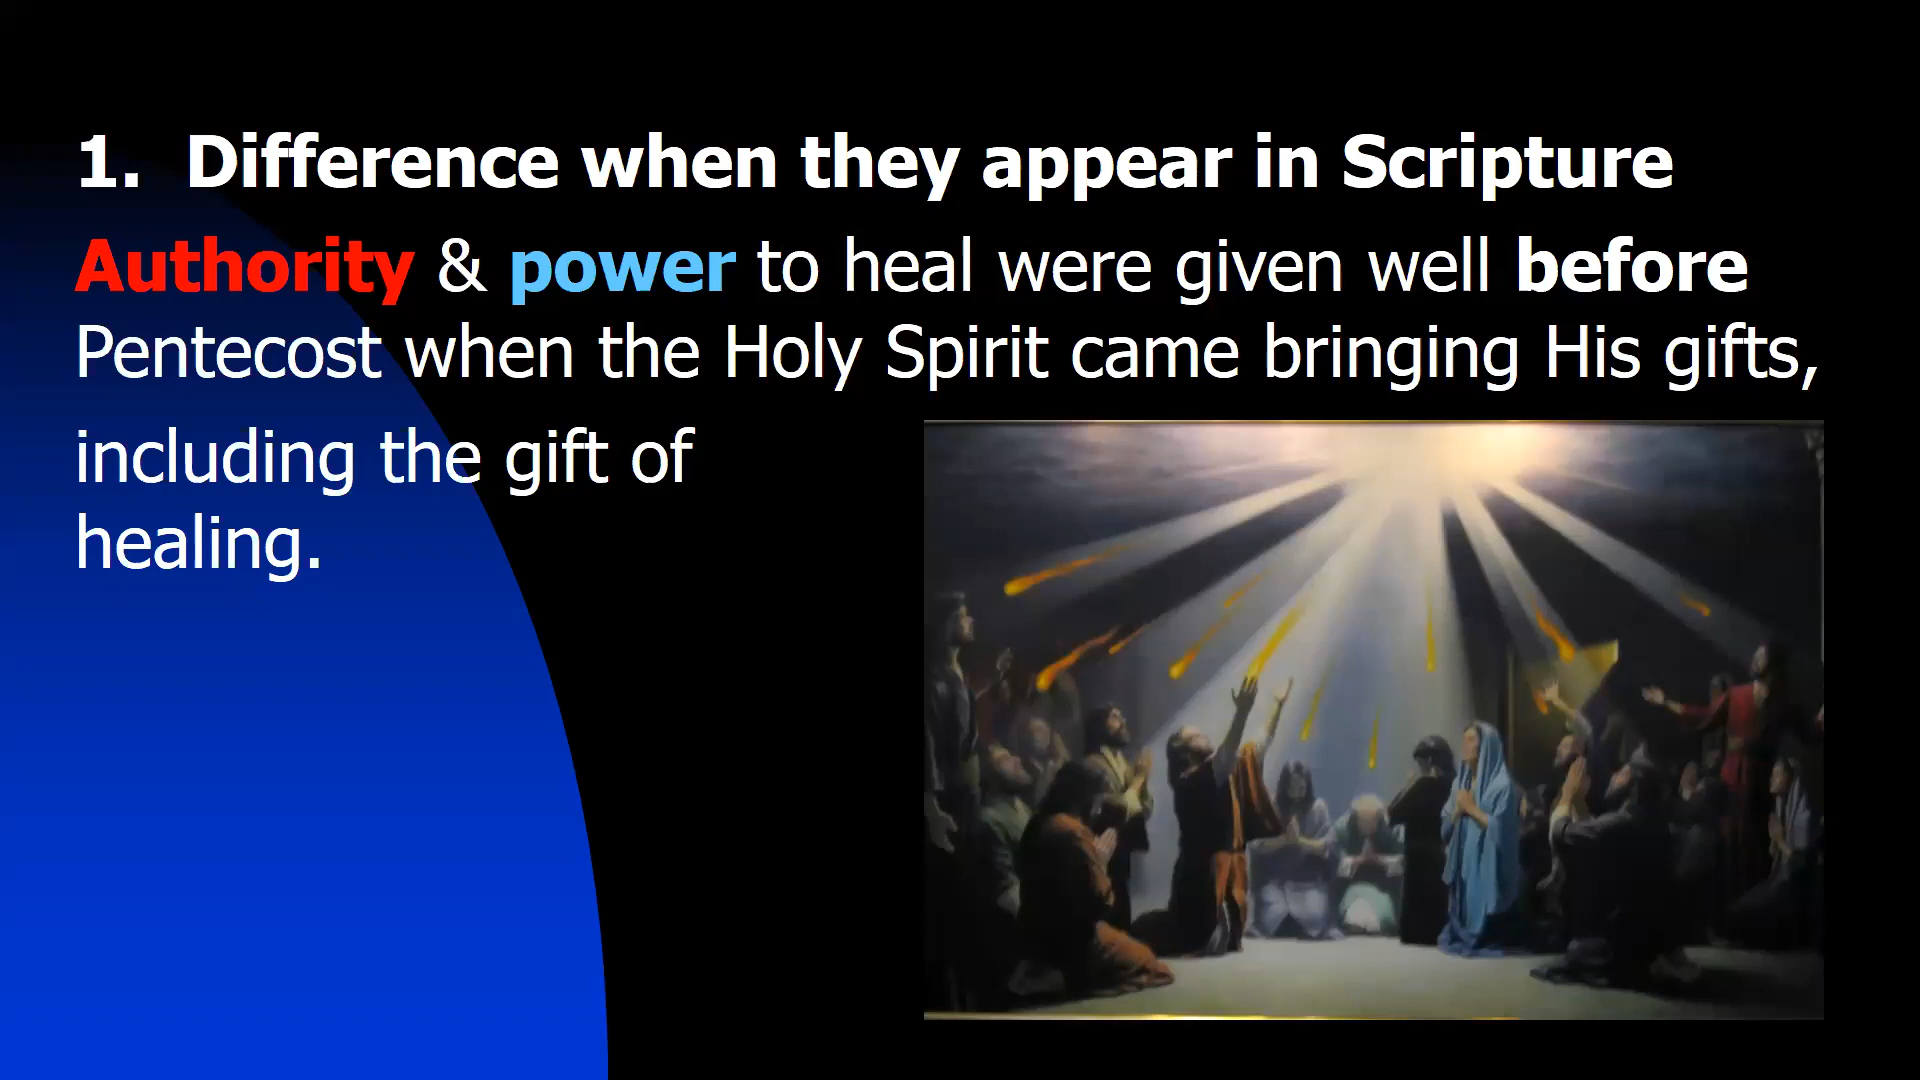 1. Difference when they appear in Scripture
Authority & power to heal were given well before
Pentecost when the Holy Spirit came bringing His gifts,
including the gift of
healing.